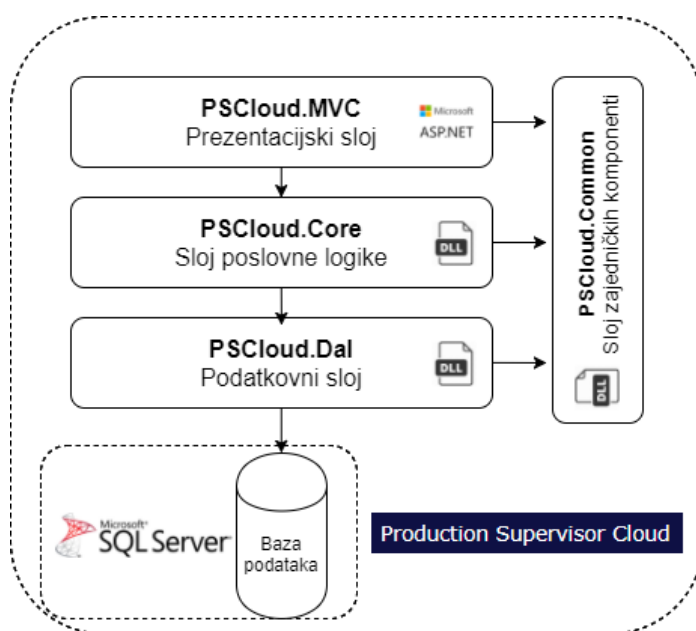 PSCloud.MVC
Prezentacijski sloj
Microsoft
ASP.NET
PSCloud.Core
Sloj poslovne logike
DLL
PSCloud.Dal
Podatkovni sloj
DLL
PSCloud.Common
Sloj zajedničkih komponenti
DLL
Microsoft®
SQL Server
Baza
podataka
Production Supervisor Cloud